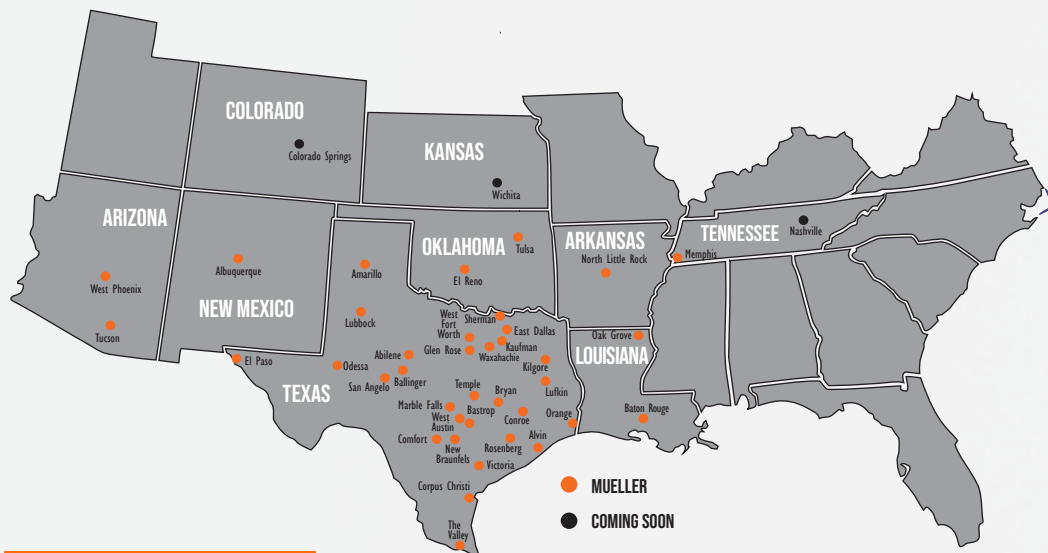 COLORADO
Colorado Springs
KANSAS
Wichita
ARIZONA
West Phoenix
Tucson
NEW MEXICO
Albuquerque
OKLAHOMA
Tulsa
El Reno
ARKANSAS
North Little Rock
TENNESSEE
Nashville
Memphis
TEXAS
Amarillo
Lubbock
El Paso
Odessa
Abilene
San Angelo
Ballinger
West
Fort
Worth
Sherman
East Dallas
Glen Rose
Waxahachie
Kaufman
Kilgore
Lufkin
Temple
Bryan
Marble Falls
West
Austin
Bastrop
Conroe
Orange
Comfort
New
Braunfels
Rosenberg
Alvin
Victoria
Corpus Christi
The
Valley
LOUISIANA
Oak Grove
Baton Rouge
MUELLER
COMING SOON